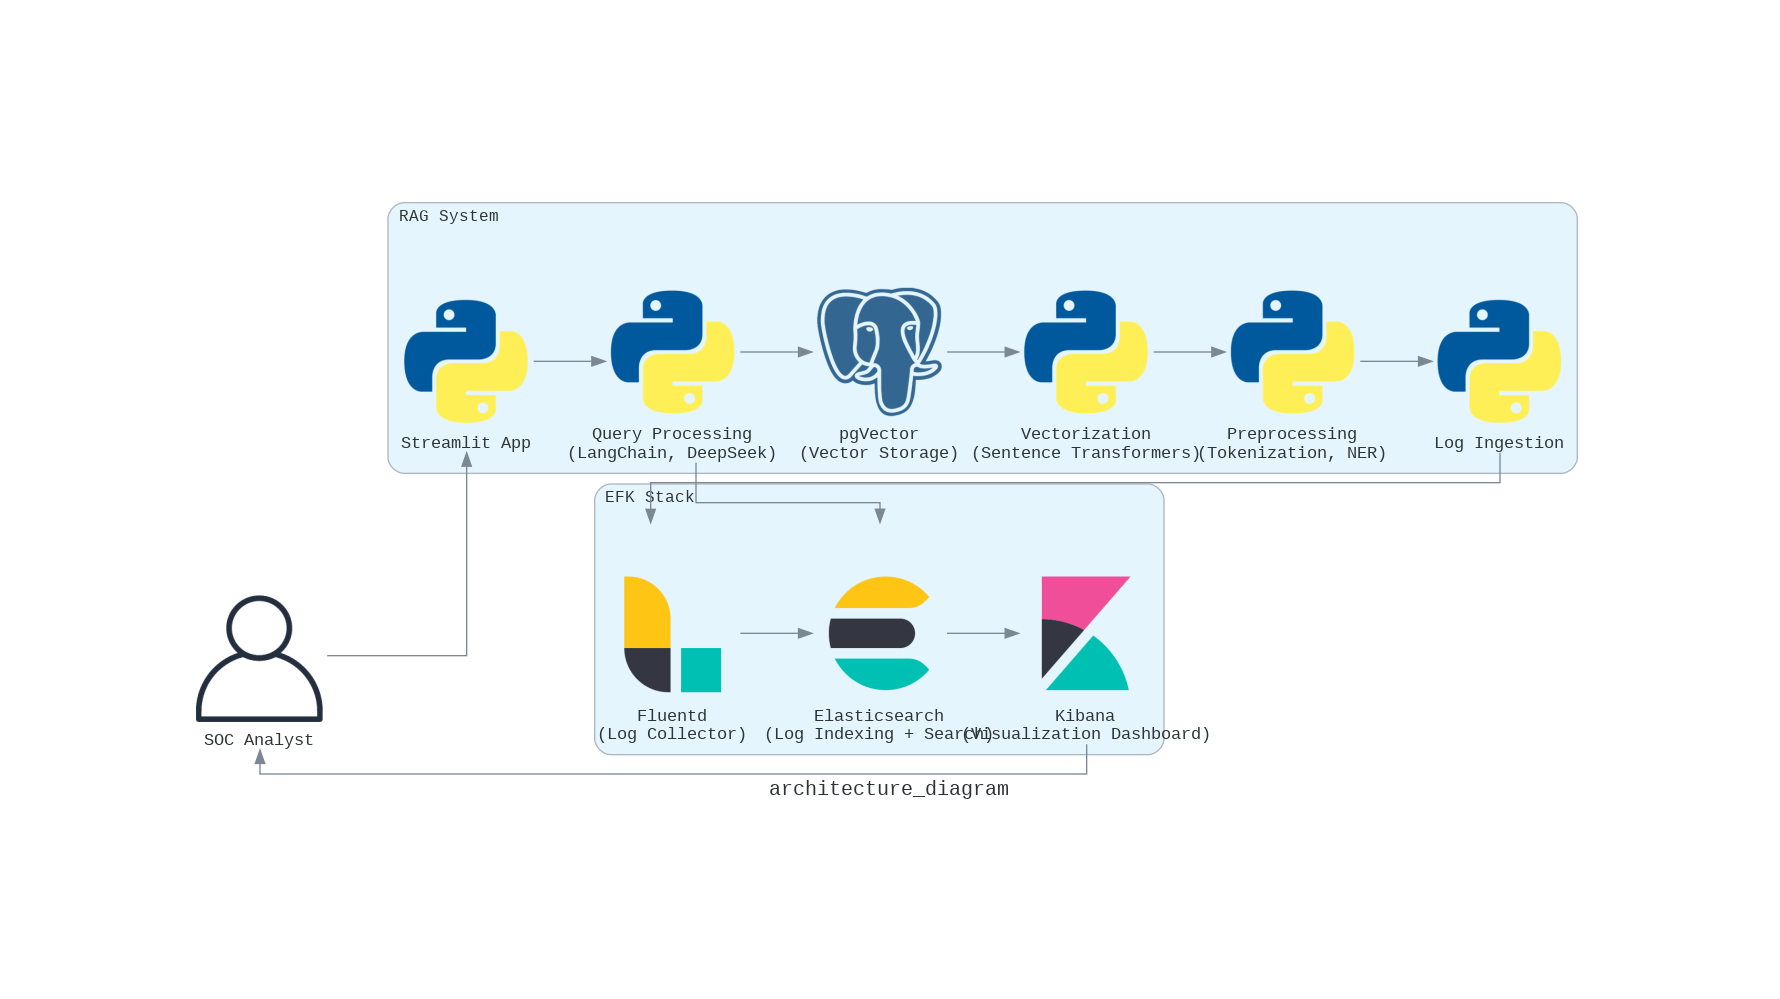 RAG System
Streamlit App
Query Processing
(LangChain, DeepSeek)
pgVector
(Vector Storage)
Vectorization
(Sentence Transformers)
Preprocessing
(Tokenization, NER)
Log Ingestion
EFK Stack
Fluentd
(Log Collector)
Elasticsearch
(Log Indexing + Search)
Kibana
(Visualization Dashboard)
SOC Analyst
architecture_diagram